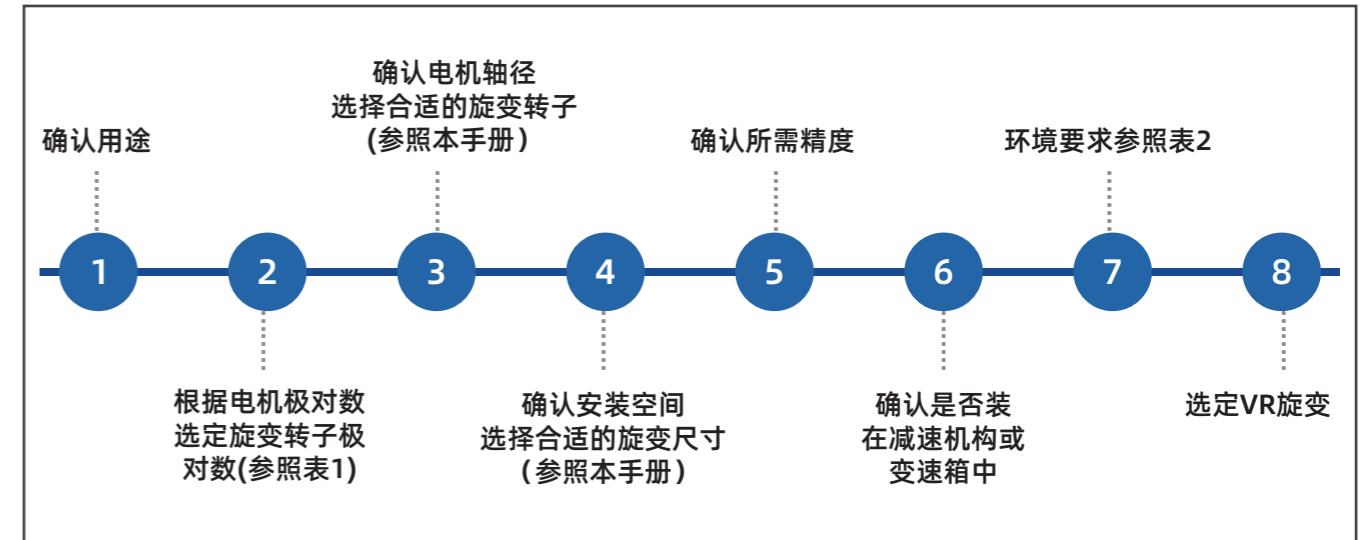 确认电机轴径
选择合适的旋变转子
(参照本手册）
确认用途
确认所需精度
环境要求参照表2
1
2
3
4
5
6
7
8
根据电机极对数
选定旋变转子极
对数(参照表1)
确认安装空间
选择合适的旋变尺寸
（参照本手册）
确认是否装
在减速机构或
变速箱中
选定VR旋变